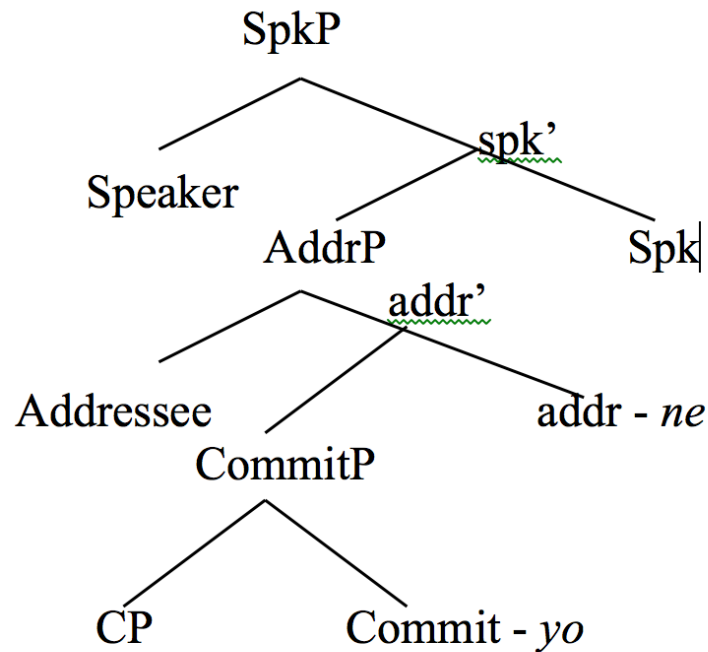 SpkP
spk’
Speaker
AddrP Spk
addr’
Addressee addr - ne
CommitP
CP Commit - yo